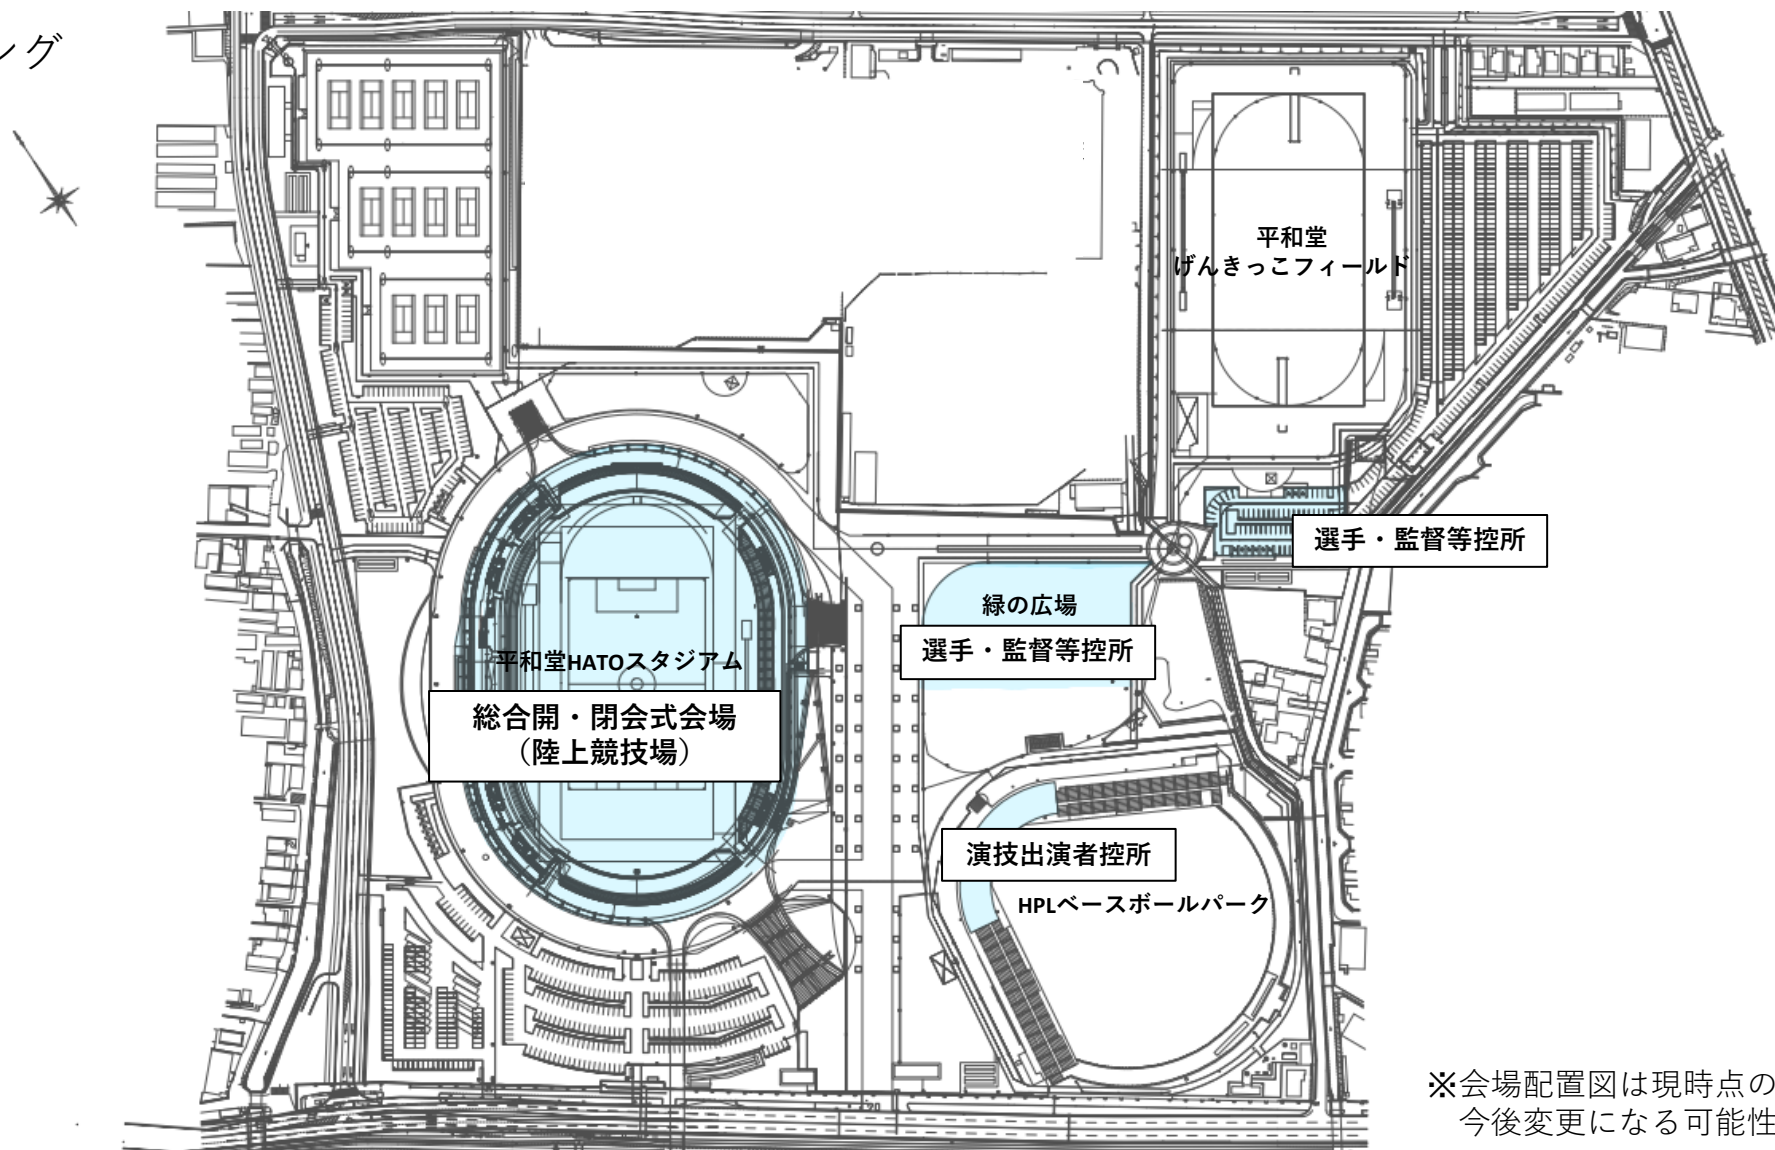 ング
平和堂
げんきっこフィールド
選手・監督等控所
緑の広場
選手・監督等控所
平和堂HATOスタジアム
総合開・閉会式会場
（陸上競技場）
演技出演者控所
HPLベースボールパーク
※会場配置図は現時点の
今後変更になる可能性